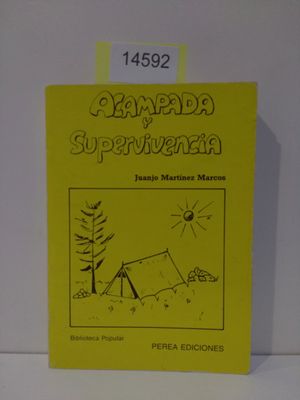 14592
Acampada
y
Supervivencia
Juanjo Martínez Marcos
Biblioteca Popular
PEREA EDICIONES